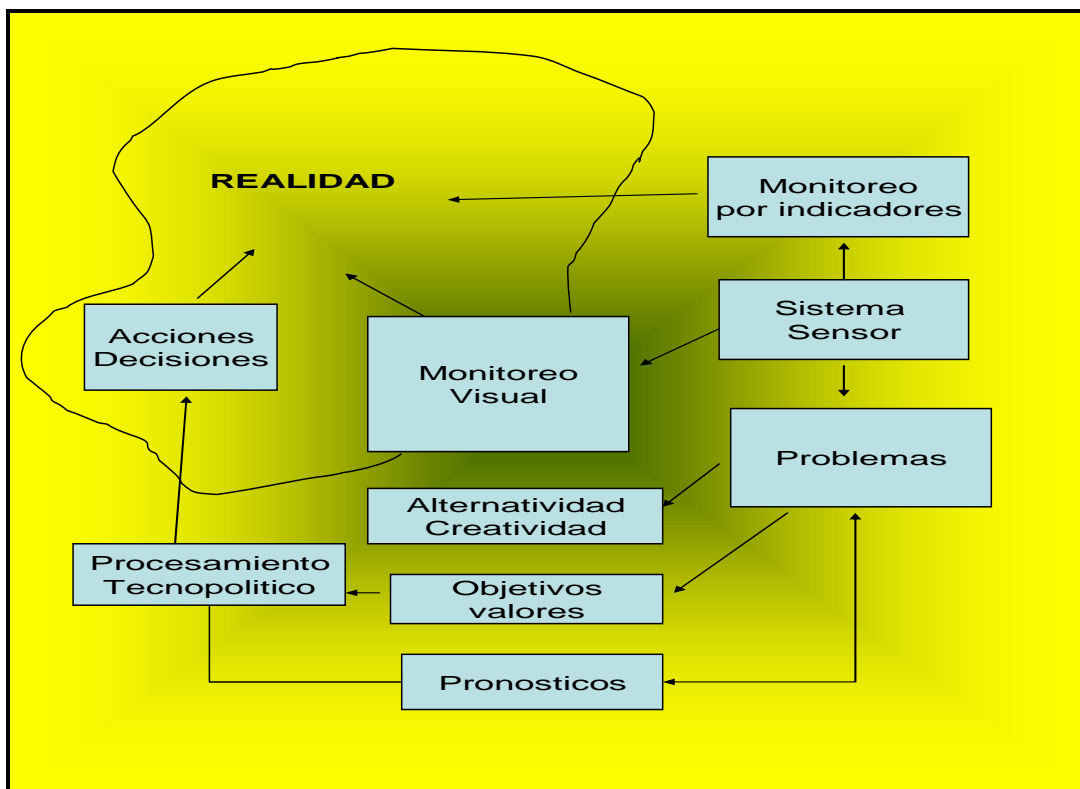 REALIDAD
Monitoreo
por indicadores
Sistema
Sensor
Acciones
Decisiones
Monitoreo
Visual
Problemas
Alternatividad
Creatividad
Procesamiento
Tecnopolitico
Objetivos
valores
Pronosticos